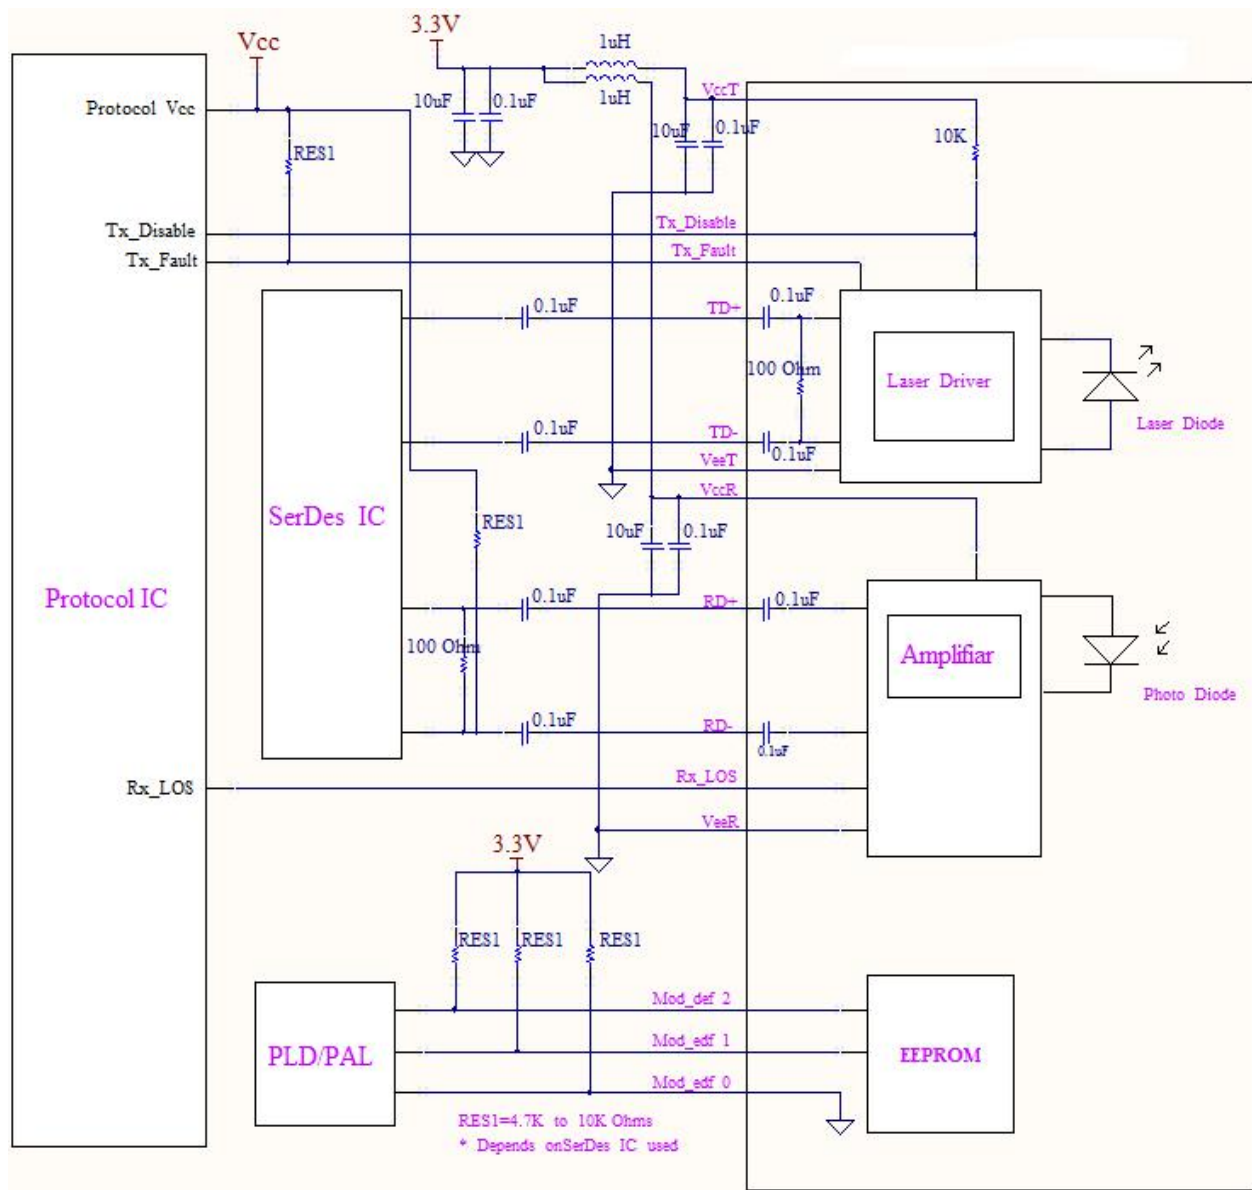 3.3V
1uH
Vcc
1uH
VccT
Protocol Vcc
10uF
0.1uF
10uF
0.1uF
10K
RES1
Tx_Disable
Tx_Disable
Tx_Fault
Tx_Fault
0.1uF
TD+
0.1uF
100 Ohm
Laser Driver
0.1uF
TD-
0.1uF
Laser Diode
VeeT
VccR
SerDes IC
RES1
10uF
0.1uF
Protocol IC
0.1uF
RD+
0.1uF
100 Ohm
Amplifiar
Photo Diode
0.1uF
RD-
0.1uF
Rx_LOS
Rx_LOS
VeeR
3.3V
RES1
RES1
RES1
Mod_def 2
PLD/PAL
Mod_edf 1
EEPROM
Mod_edf 0
RES1=4.7K to 10K Ohms
* Depends onSerDes IC used